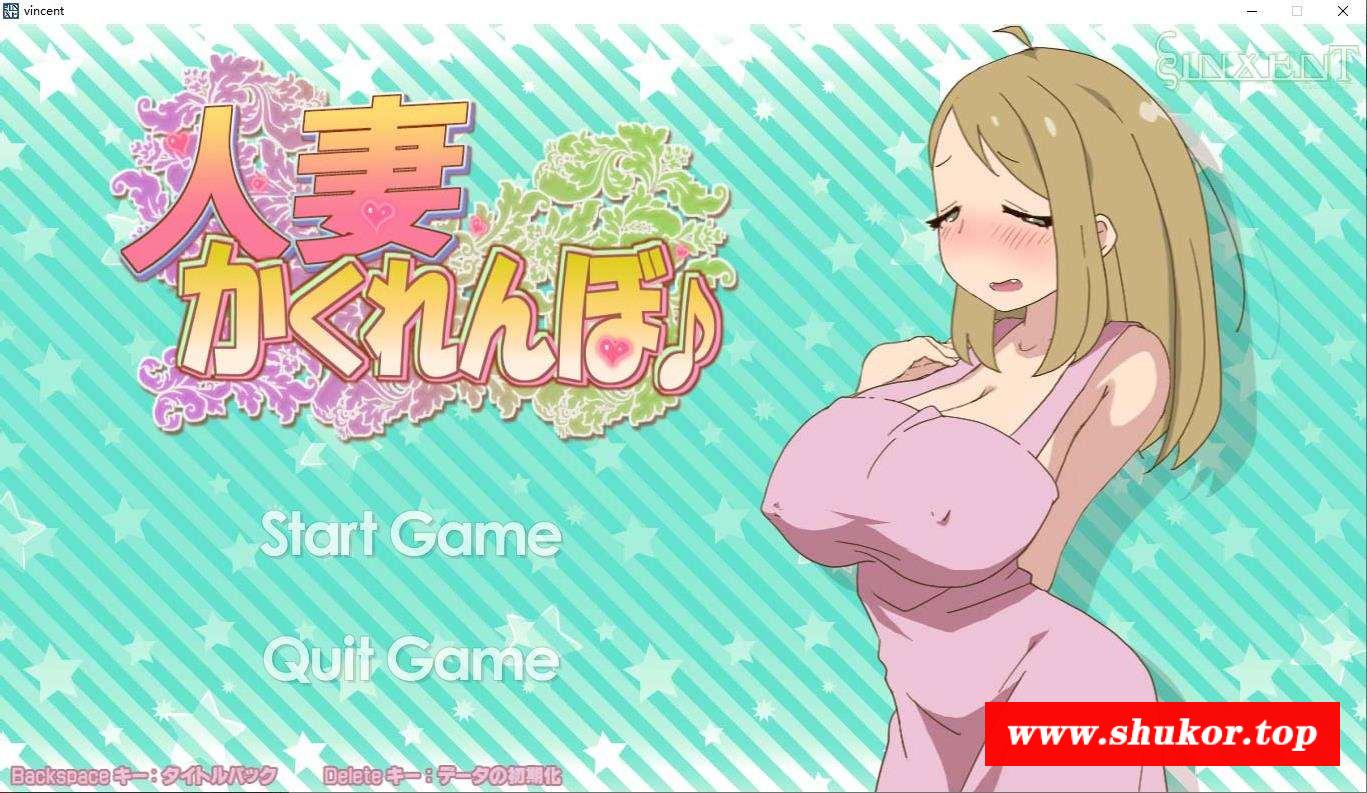 vincent
SINXENT
人妻
かくれんぼ♪
Start Game
Quit Game
Backspace キー：タイトルバック
Delete キー：データの初期化
www.shukor.top